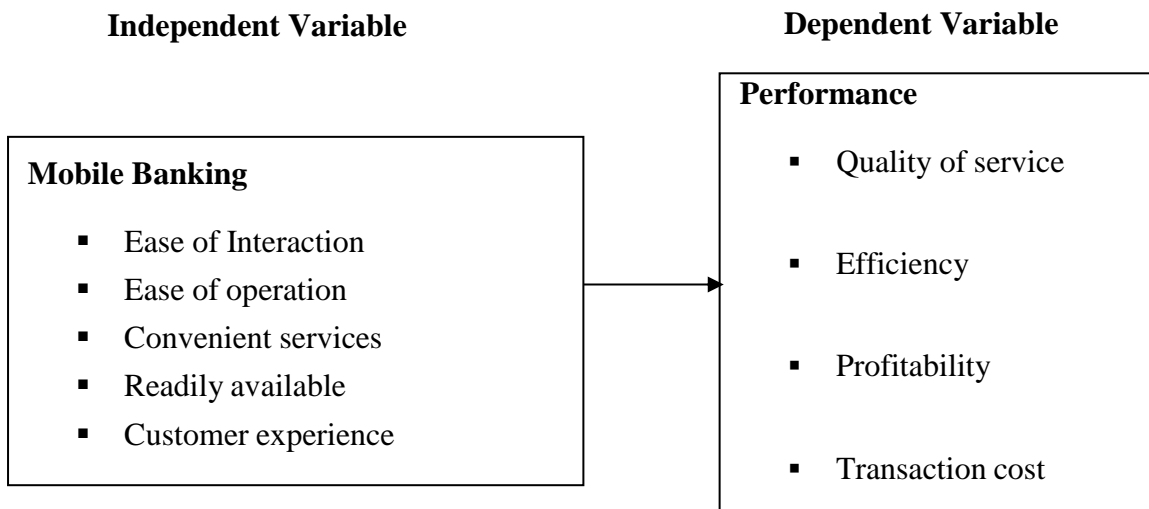 Independent Variable
Dependent Variable
Mobile Banking
▪ Ease of Interaction
▪ Ease of operation
▪ Convenient services
▪ Readily available
▪ Customer experience
Performance
▪ Quality of service
▪ Efficiency
▪ Profitability
▪ Transaction cost